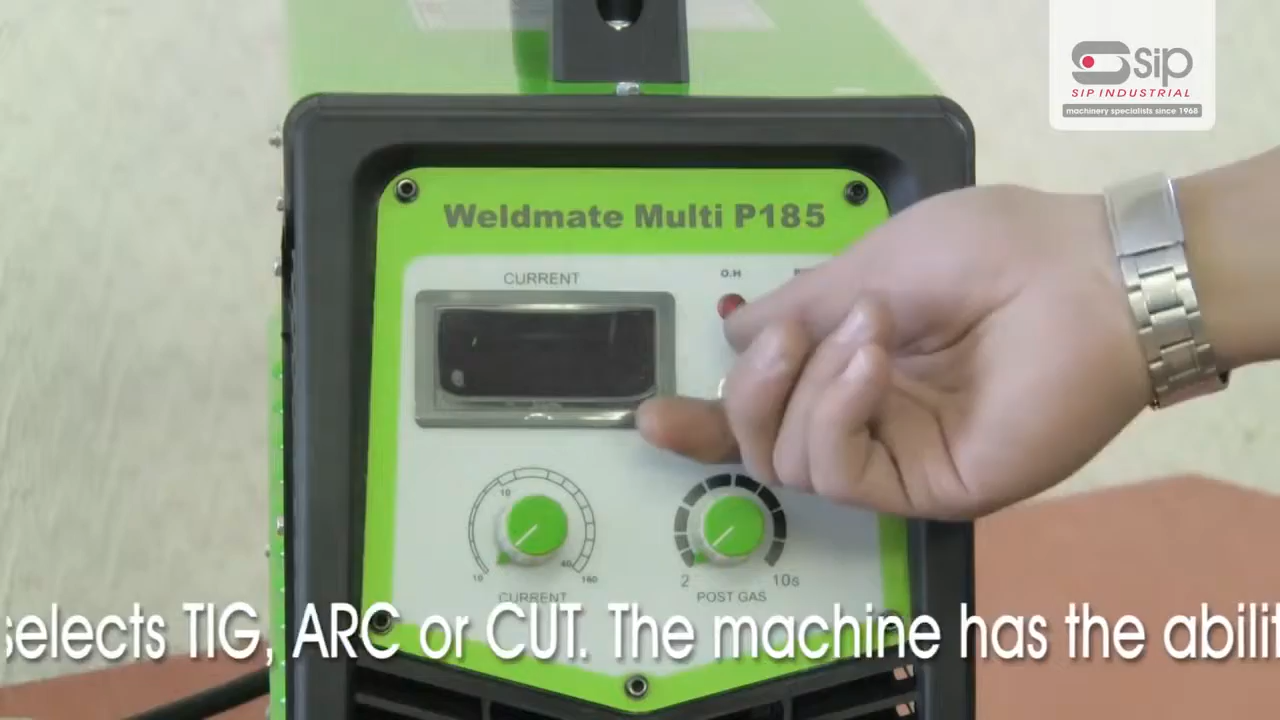 sip
SIP INDUSTRIAL
machinery specialists since 1968
Weldmate Multi P185
CURRENT
O.H
10
10
40
160
CURRENT
2
10s
POST GAS
selects TIG, ARC or CUT. The machine has the abilit